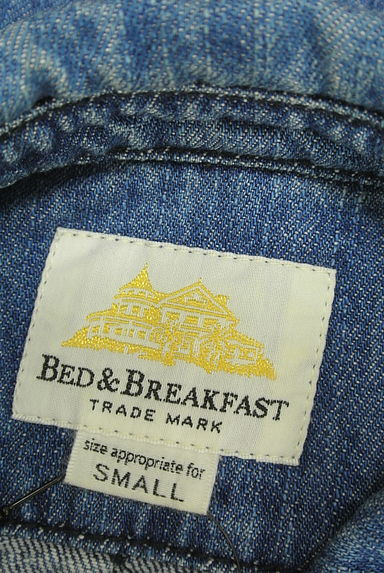 BED & BREAKFAST
TRADE MARK
size appropriate for
SMALL